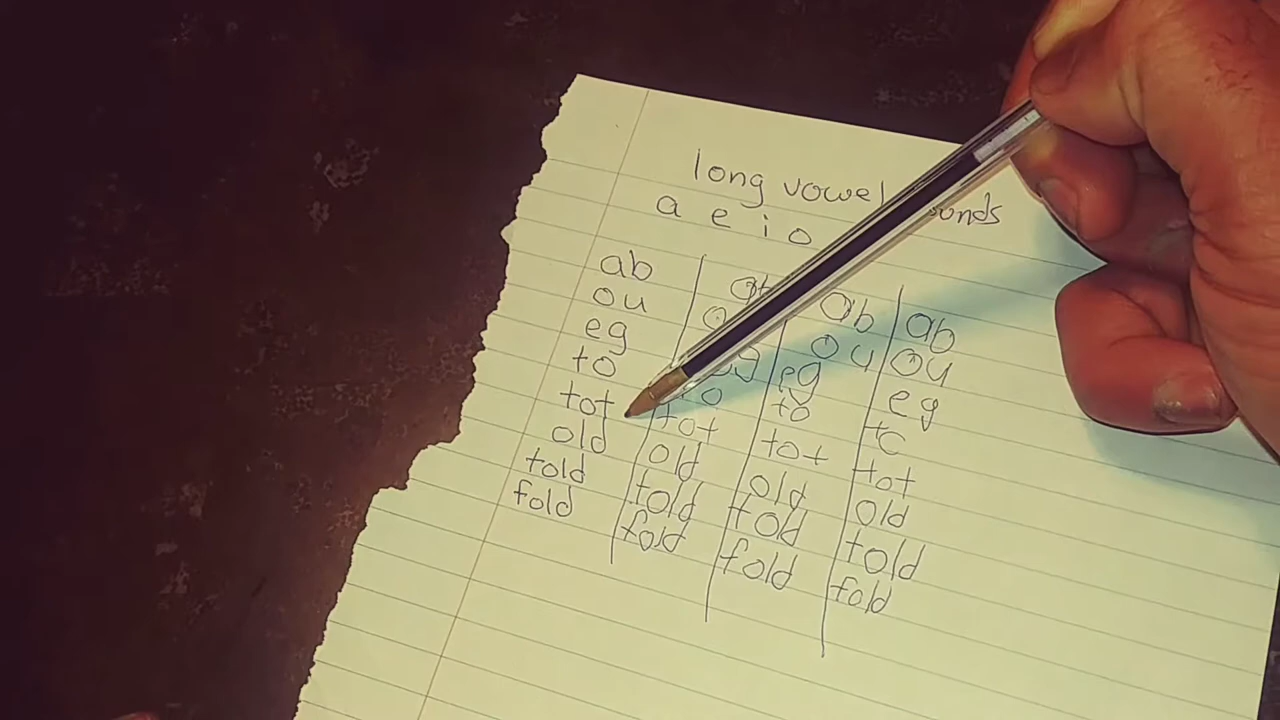 long vowel sounds
a e i o
ab ab ab ab
ou ou ou
eg eg eg
to to
tot tot tot tot
old old old old
told told told told
fold fold fold fold